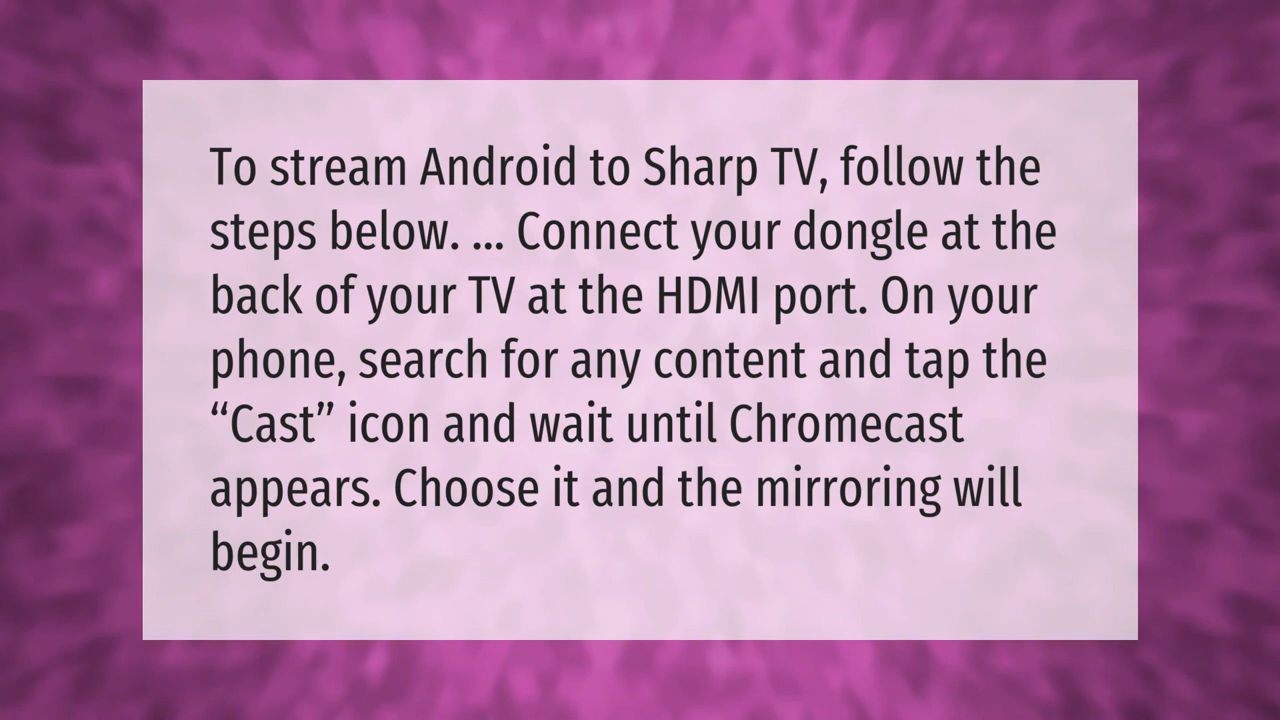 To stream Android to Sharp TV, follow the
steps below. ... Connect your dongle at the
back of your TV at the HDMI port. On your
phone, search for any content and tap the
“Cast” icon and wait until Chromecast
appears. Choose it and the mirroring will
begin.